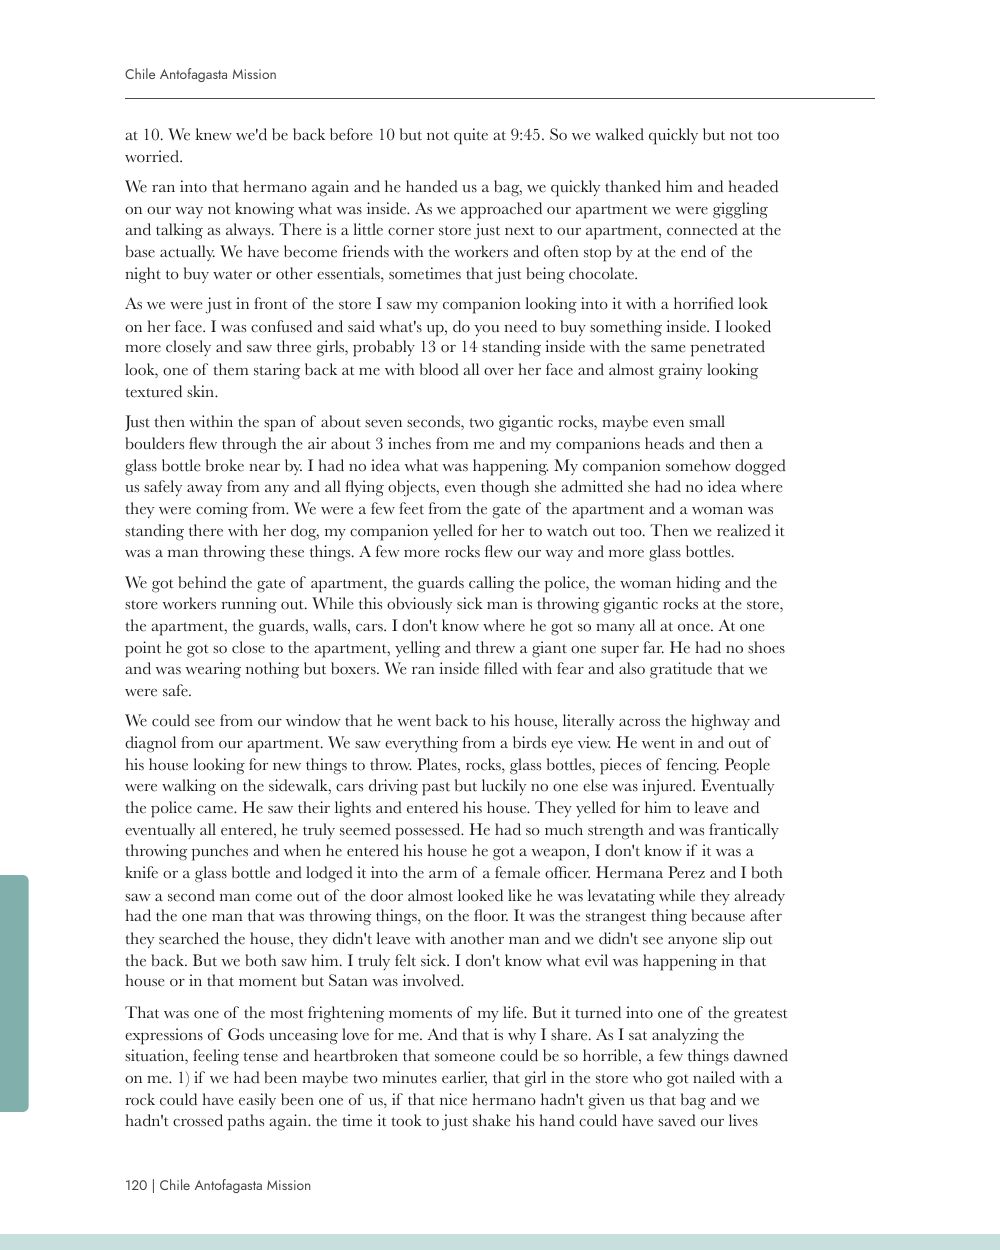 Chile Antofagasta Mission
at 10. We knew we'd be back before 10 but not quite at 9:45. So we walked quickly but not too
worried.
We ran into that hermano again and he handed us a bag, we quickly thanked him and headed
on our way not knowing what was inside. As we approached our apartment we were giggling
and talking as always. There is a little corner store just next to our apartment, connected at the
base actually. We have become friends with the workers and often stop by at the end of the
night to buy water or other essentials, sometimes that just being chocolate.
As we were just in front of the store I saw my companion looking into it with a horrified look
on her face. I was confused and said what's up, do you need to buy something inside. I looked
more closely and saw three girls, probably 13 or 14 standing inside with the same penetrated
look, one of them staring back at me with blood all over her face and almost grainy looking
textured skin.
Just then within the span of about seven seconds, two gigantic rocks, maybe even small
boulders flew through the air about 3 inches from me and my companions heads and then a
glass bottle broke near by. I had no idea what was happening. My companion somehow dogged
us safely away from any and all flying objects, even though she admitted she had no idea where
they were coming from. We were a few feet from the gate of the apartment and a woman was
standing there with her dog, my companion yelled for her to watch out too. Then we realized it
was a man throwing these things. A few more rocks flew our way and more glass bottles.
We got behind the gate of apartment, the guards calling the police, the woman hiding and the
store workers running out. While this obviously sick man is throwing gigantic rocks at the store,
the apartment, the guards, walls, cars. I don't know where he got so many all at once. At one
point he got so close to the apartment, yelling and threw a giant one super far. He had no shoes
and was wearing nothing but boxers. We ran inside filled with fear and also gratitude that we
were safe.
We could see from our window that he went back to his house, literally across the highway and
diagnol from our apartment. We saw everything from a birds eye view. He went in and out of
his house looking for new things to throw. Plates, rocks, glass bottles, pieces of fencing. People
were walking on the sidewalk, cars driving past but luckily no one else was injured. Eventually
the police came. He saw their lights and entered his house. They yelled for him to leave and
eventually all entered, he truly seemed possessed. He had so much strength and was frantically
throwing punches and when he entered his house he got a weapon, I don't know if it was a
knife or a glass bottle and lodged it into the arm of a female officer. Hermana Perez and I both
saw a second man come out of the door almost looked like he was levatating while they already
had the one man that was throwing things, on the floor. It was the strangest thing because after
they searched the house, they didn't leave with another man and we didn't see anyone slip out
the back. But we both saw him. I truly felt sick. I don't know what evil was happening in that
house or in that moment but Satan was involved.
That was one of the most frightening moments of my life. But it turned into one of the greatest
expressions of Gods unceasing love for me. And that is why I share. As I sat analyzing the
situation, feeling tense and heartbroken that someone could be so horrible, a few things dawned
on me. 1) if we had been maybe two minutes earlier, that girl in the store who got nailed with a
rock could have easily been one of us, if that nice hermano hadn't given us that bag and we
hadn't crossed paths again. the time it took to just shake his hand could have saved our lives
120 | Chile Antofagasta Mission